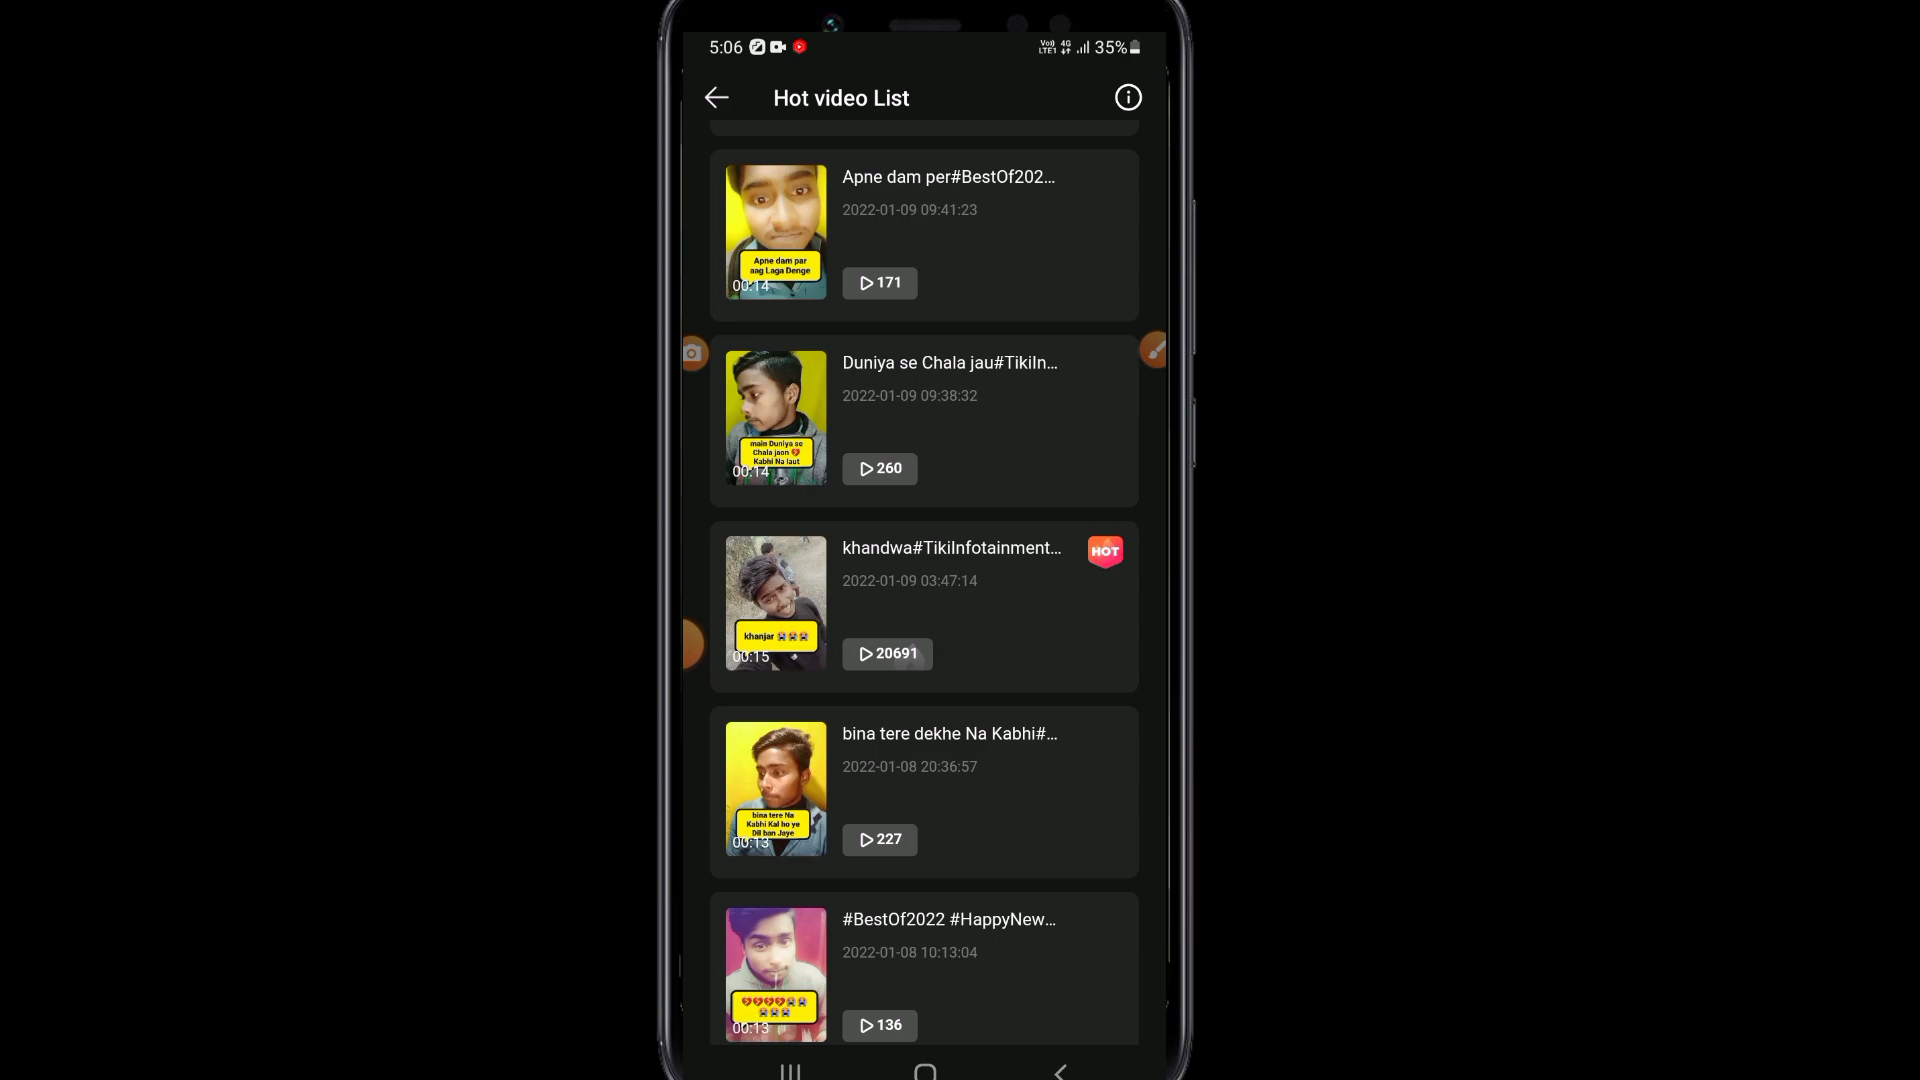 5:06
Vo)) LTE1 4G 35%
Hot video List
Apne dam per#BestOf202...
2022-01-09 09:41:23
Apne dam par
aag Laga Denge
00:14
171
Duniya se Chala jau#TikiIn...
2022-01-09 09:38:32
main Duniya se
Chala jaon 💔
Kabhi Na laut
00:14
260
khandwa#TikiInfotainment...
HOT
2022-01-09 03:47:14
khanjar 😭😭😭
00:15
20691
bina tere dekhe Na Kabhi#...
2022-01-08 20:36:57
bina tere Na
Kabhi Kal ho ye
Dil ban Jaye
00:13
227
#BestOf2022 #HappyNew...
2022-01-08 10:13:04
💔💔💔💔😭😭
😭😭😭
00:13
136